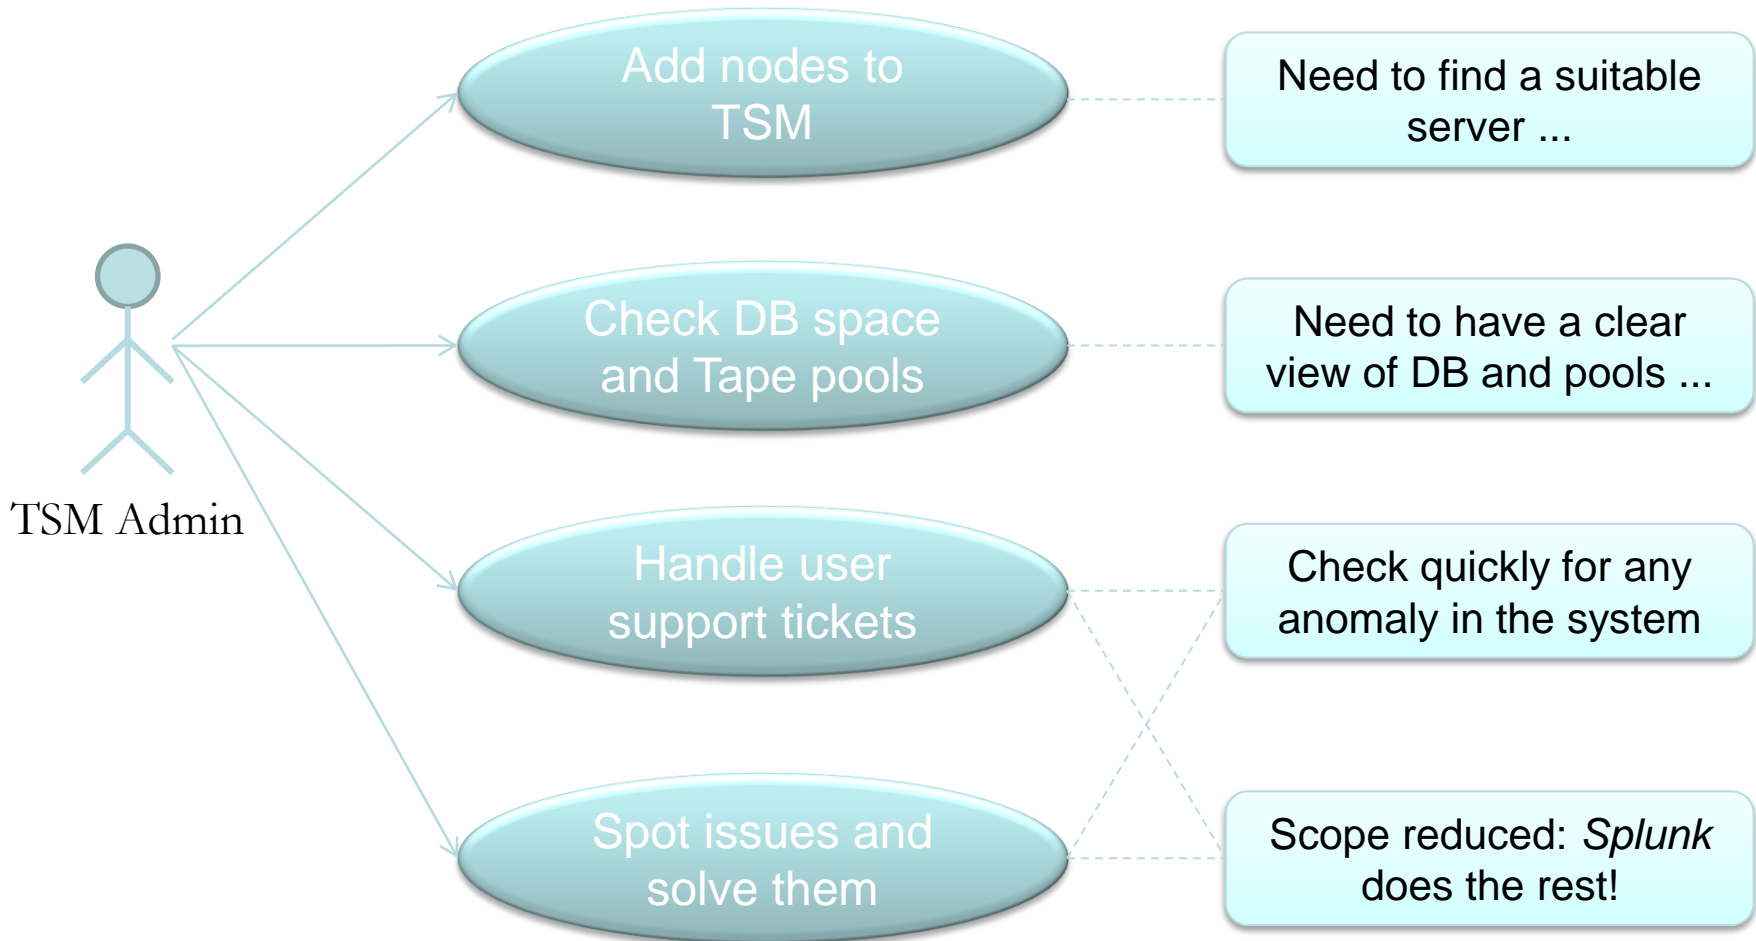 Add nodes to
TSM
Need to find a suitable
server ...
Check DB space
and Tape pools
Need to have a clear
view of DB and pools ...
TSM Admin
Handle user
support tickets
Check quickly for any
anomaly in the system
Spot issues and
solve them
Scope reduced: Splunk
does the rest!